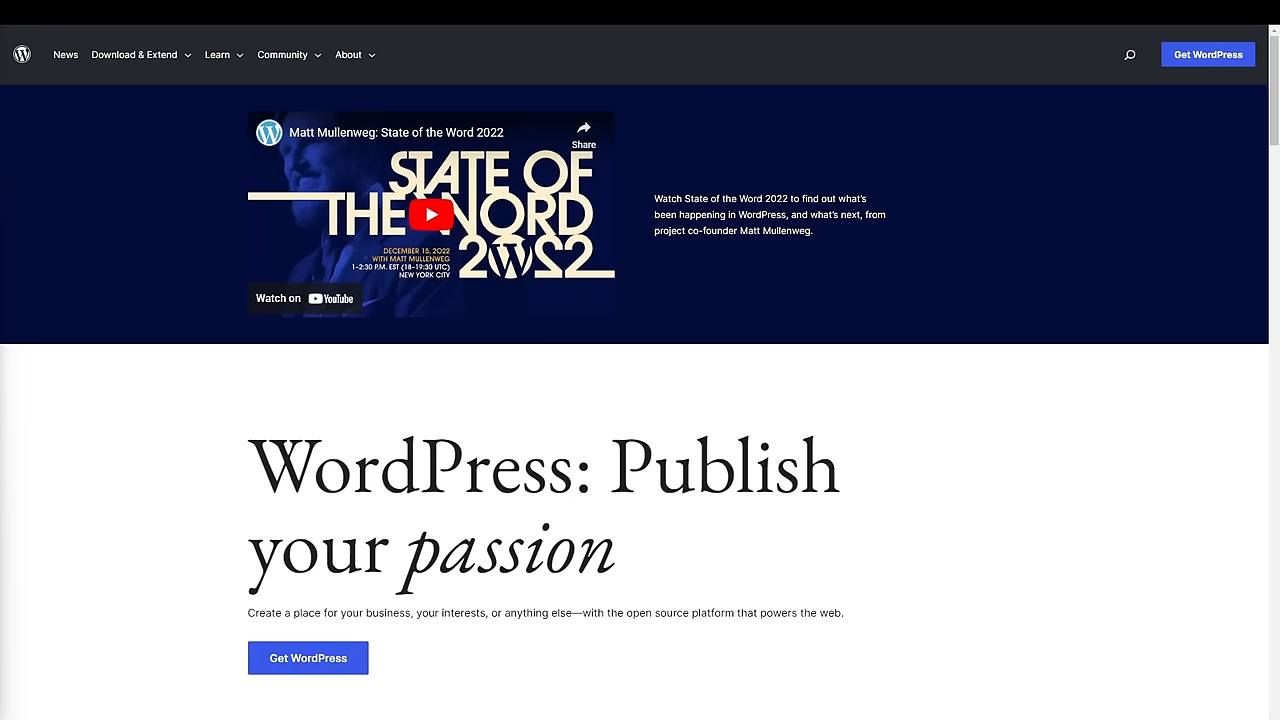 News
Download & Extend
Learn
Community
About
Get WordPress
Matt Mullenweg: State of the Word 2022
Share
STATE OF
THE WORD
2022
DECEMBER 15, 2022
WITH MATT MULLENWEG
1-2:30 P.M. EST (18-19:30 UTC)
NEW YORK CITY
Watch on YouTube
Watch State of the Word 2022 to find out what's
been happening in WordPress, and what's next, from
project co-founder Matt Mullenweg.
WordPress: Publish
your passion
Create a place for your business, your interests, or anything else—with the open source platform that powers the web.
Get WordPress